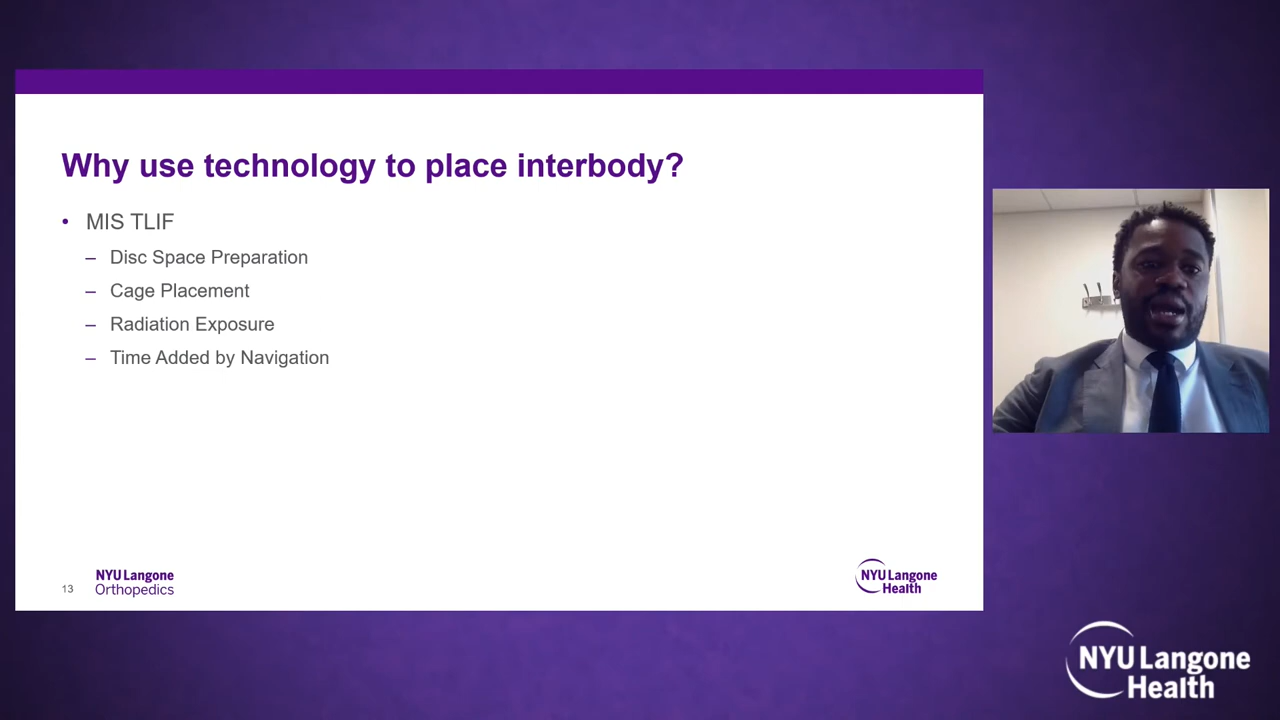 Why use technology to place interbody?
• MIS TLIF
– Disc Space Preparation
– Cage Placement
– Radiation Exposure
– Time Added by Navigation
13
NYU Langone
Orthopedics
NYU Langone
Health
NYU Langone
Health